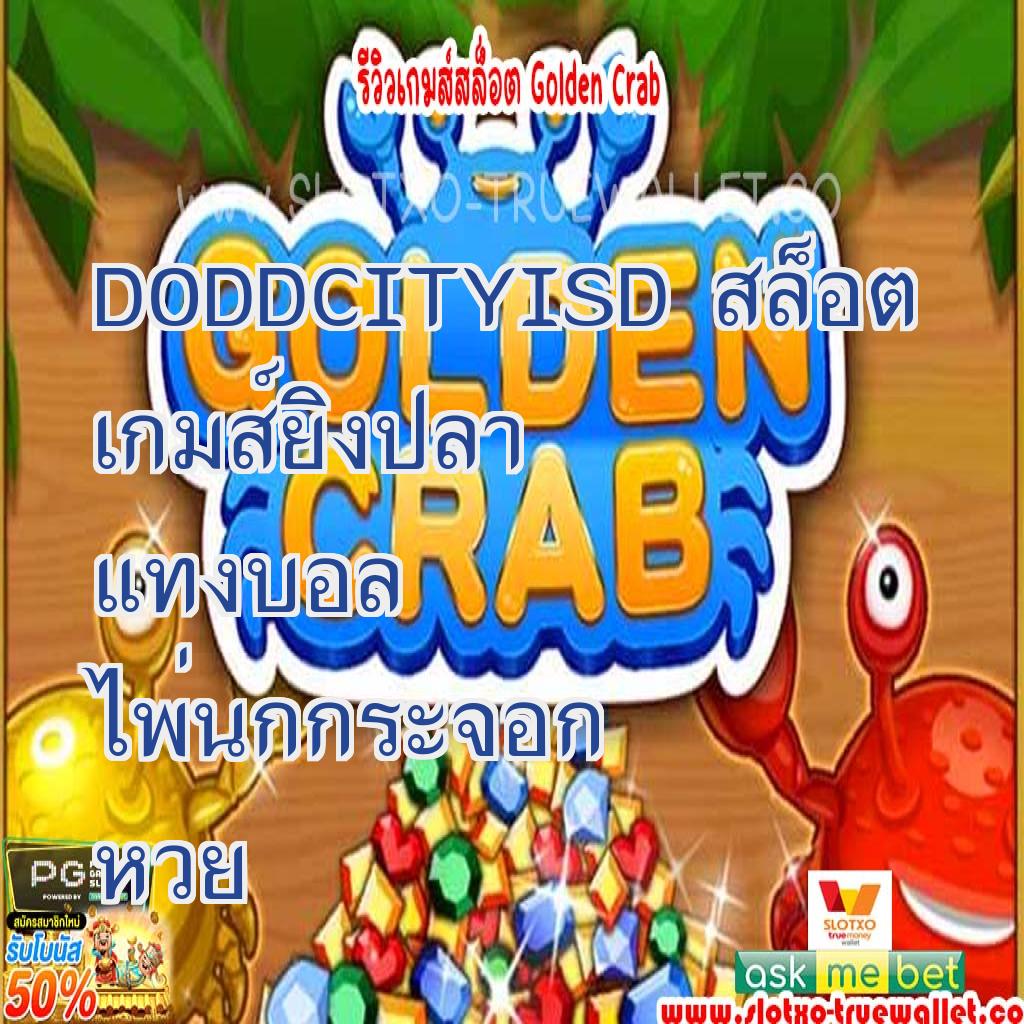 รีวิวเกมส์สล็อต Golden Crab
WWW.SLOTXO-TRUEWALLET.CO
GOLDEN
CRAB
DODDCITYISD สล็อต
เกมส์ยิงปลา
แทงบอล
ไพ่นกกระจอก
หวย
PG
POWERED BY
สมัครสมาชิกใหม่
รับโบนัส
50%
SLOTXO
truemoney
wallet
ask me bet
www.slotxo-truewallet.co